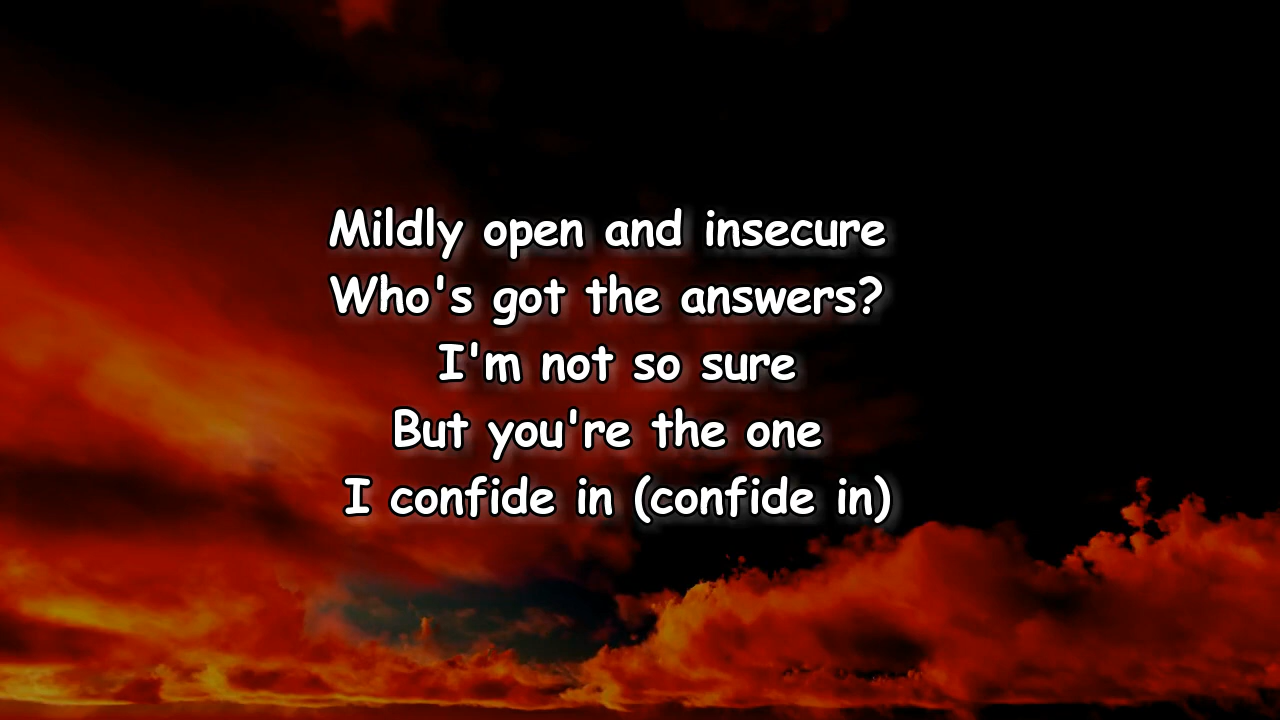 Mildly open and insecure
Who's got the answers?
I'm not so sure
But you're the one
I confide in (confide in)